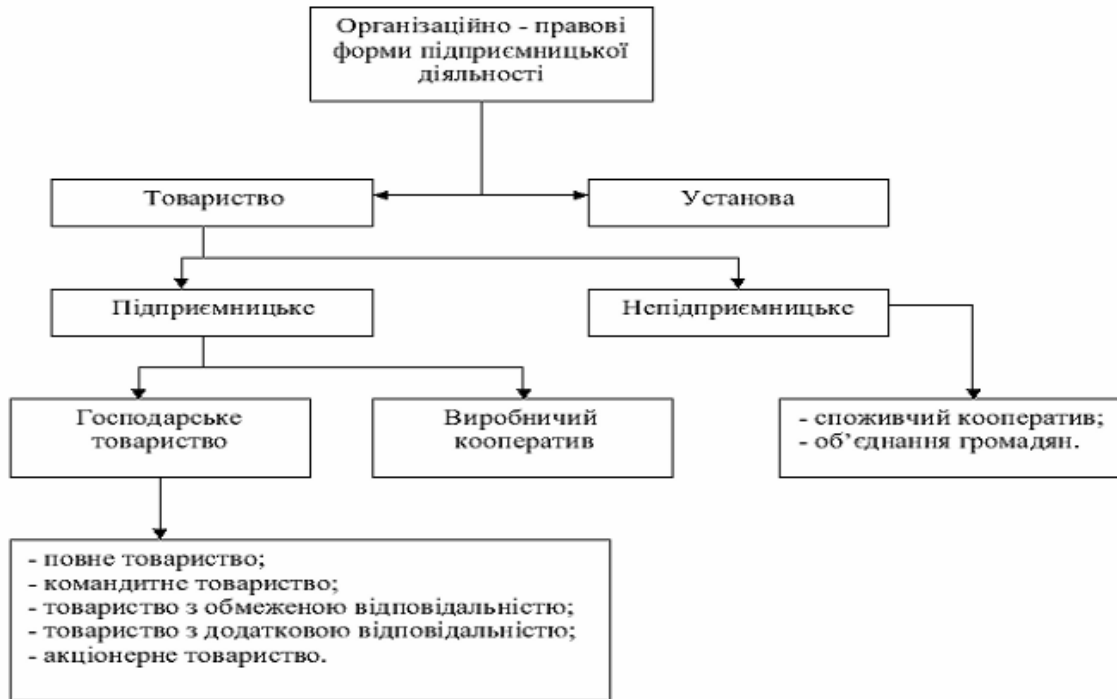 Організаційно - правові
форми підприємницької
діяльності
Товариство
Установа
Підприємницьке
Непідприємницьке
Господарське
товариство
Виробничий
кооператив
- споживчий кооператив;
- об’єднання громадян.
- повне товариство;
- командитне товариство;
- товариство з обмеженою відповідальністю;
- товариство з додатковою відповідальністю;
- акціонерне товариство.